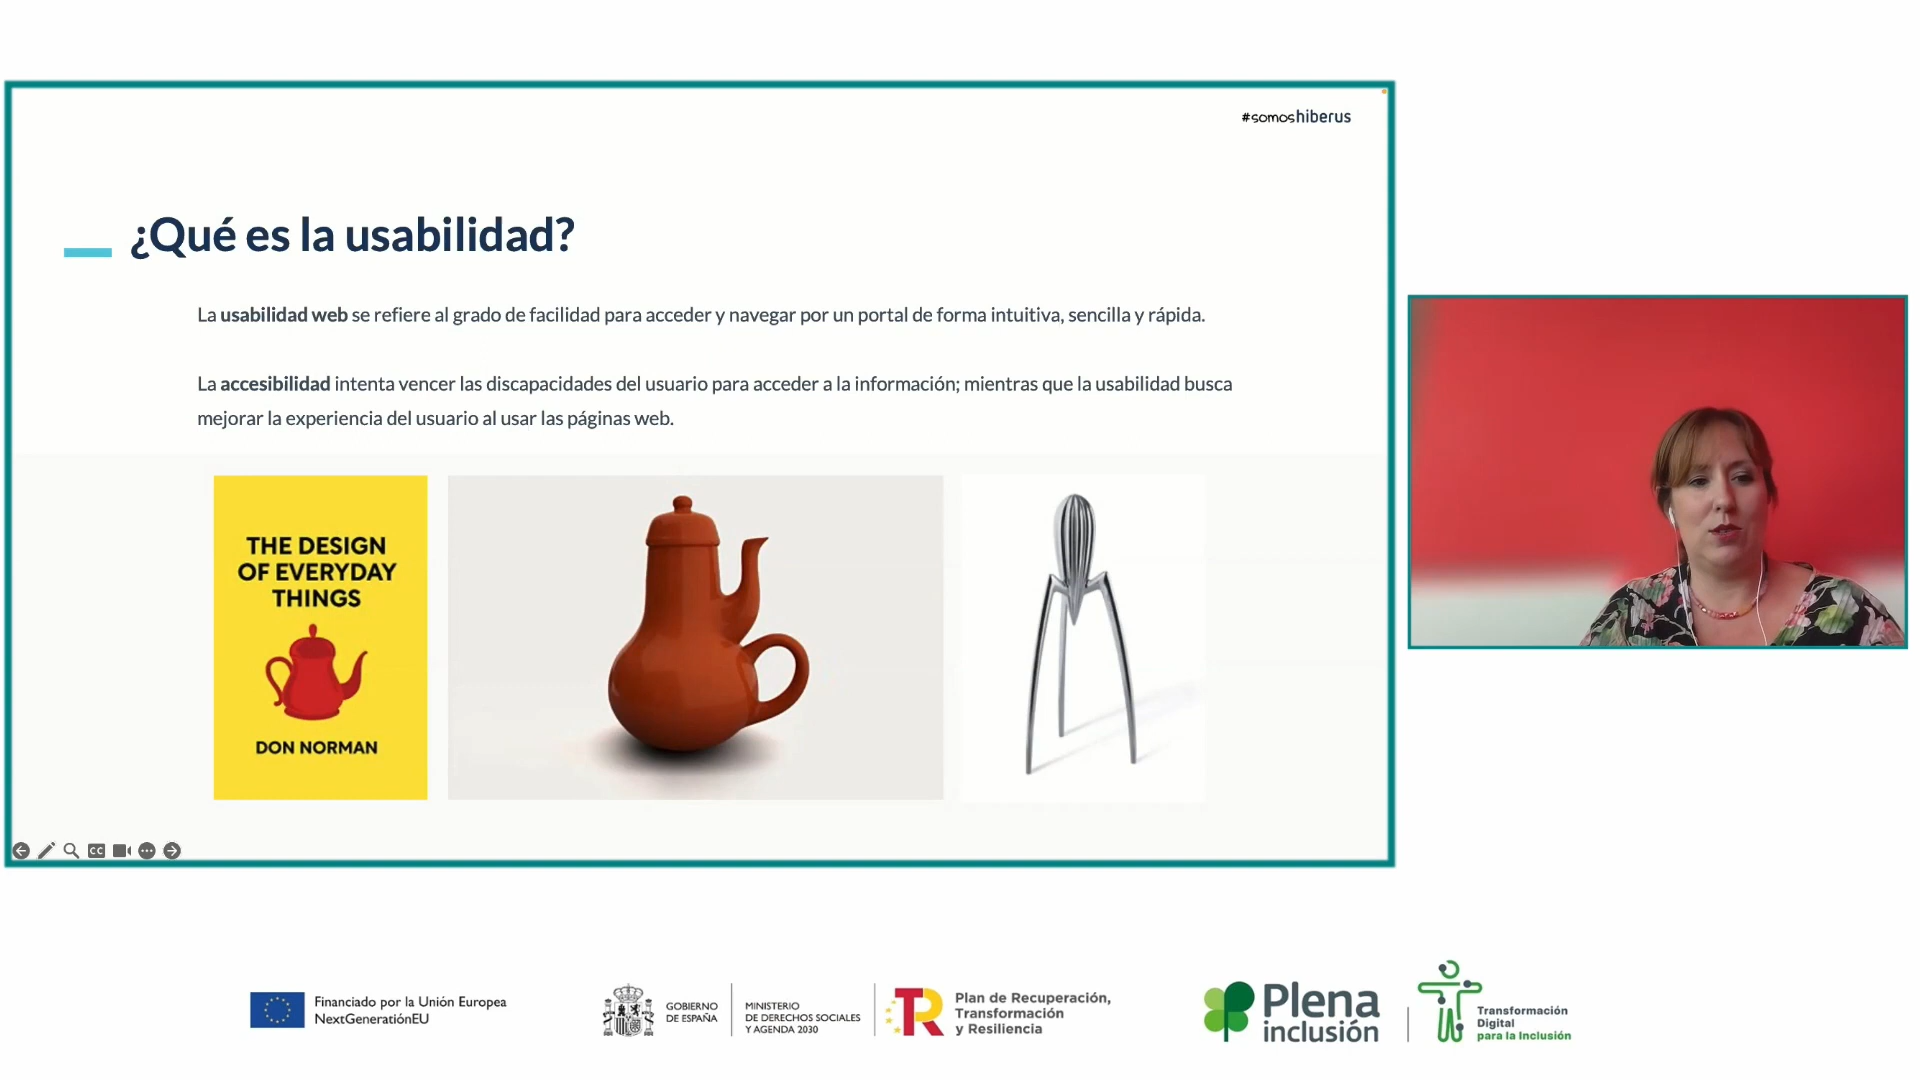 #somoshiberus
¿Qué es la usabilidad?
La usabilidad web se refiere al grado de facilidad para acceder y navegar por un portal de forma intuitiva, sencilla y rápida.
La accesibilidad intenta vencer las discapacidades del usuario para acceder a la información; mientras que la usabilidad busca
mejorar la experiencia del usuario al usar las páginas web.
THE DESIGN
OF EVERYDAY
THINGS
DON NORMAN
CC
Financiado por la Unión Europea
NextGenerationEU
GOBIERNO
DE ESPAÑA
MINISTERIO
DE DERECHOS SOCIALES
Y AGENDA 2030
TR
Plan de Recuperación,
Transformación
y Resiliencia
Plena
inclusión
Transformación
Digital
para la Inclusión